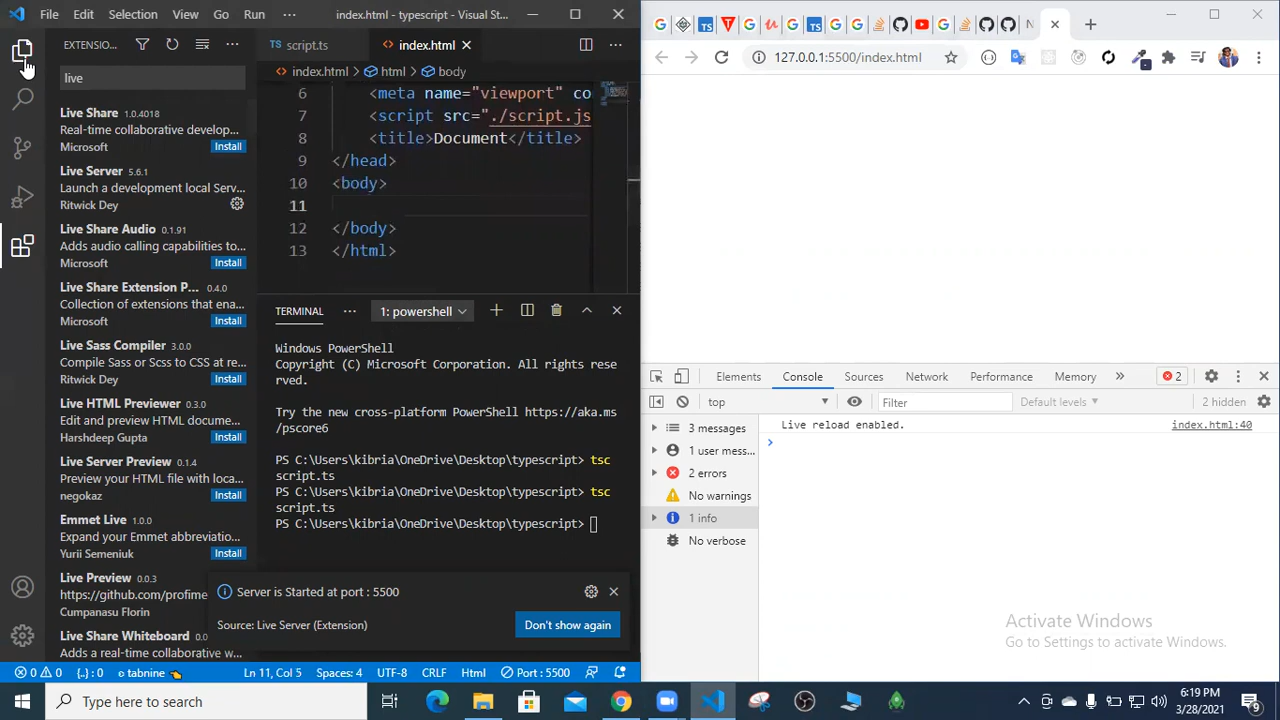 File Edit Selection View Go Run ··· index.html - typescript - Visual St...
EXTENSIO...
live
Live Share 1.0.4018
Real-time collaborative develop...
Microsoft Install
Live Server 5.6.1
Launch a development local Serv...
Ritwick Dey
Live Share Audio 0.1.91
Adds audio calling capabilities to...
Microsoft Install
Live Share Extension P... 0.4.0
Collection of extensions that ena...
Microsoft Install
Live Sass Compiler 3.0.0
Compile Sass or Scss to CSS at re...
Ritwick Dey Install
Live HTML Previewer 0.3.0
Edit and preview HTML docume...
Harshdeep Gupta Install
Live Server Preview 0.1.4
Preview your HTML file with loca...
negokaz Install
Emmet Live 1.0.0
Expand your Emmet abbreviatio...
Yurii Semeniuk Install
Live Preview 0.0.3
https://github.com/profime
Cumpanasu Florin
Live Share Whiteboard 0.0
Adds a real-time collaborative w...
script.ts index.html
index.html > html > body
6 <meta name="viewport" co
7 <script src="./script.js
8 <title>Document</title>
9 </head>
10 <body>
11
12 </body>
13 </html>
TERMINAL ··· 1: powershell
Windows PowerShell
Copyright (C) Microsoft Corporation. All rights rese
rved.
Try the new cross-platform PowerShell https://aka.ms
/pscore6
PS C:\Users\kibria\OneDrive\Desktop\typescript> tsc
script.ts
PS C:\Users\kibria\OneDrive\Desktop\typescript> tsc
script.ts
PS C:\Users\kibria\OneDrive\Desktop\typescript>
Server is Started at port : 5500
Source: Live Server (Extension) Don't show again
0 0 {.} : 0 tabnine Ln 11, Col 5 Spaces: 4 UTF-8 CRLF Html Port : 5500
127.0.0.1:5500/index.html
Elements Console Sources Network Performance Memory » 2
top Filter Default levels 2 hidden
3 messages
1 user mess...
2 errors
No warnings
1 info
No verbose
Live reload enabled. index.html:40
Activate Windows
Go to Settings to activate Windows.
Type here to search
6:19 PM
3/28/2021
9